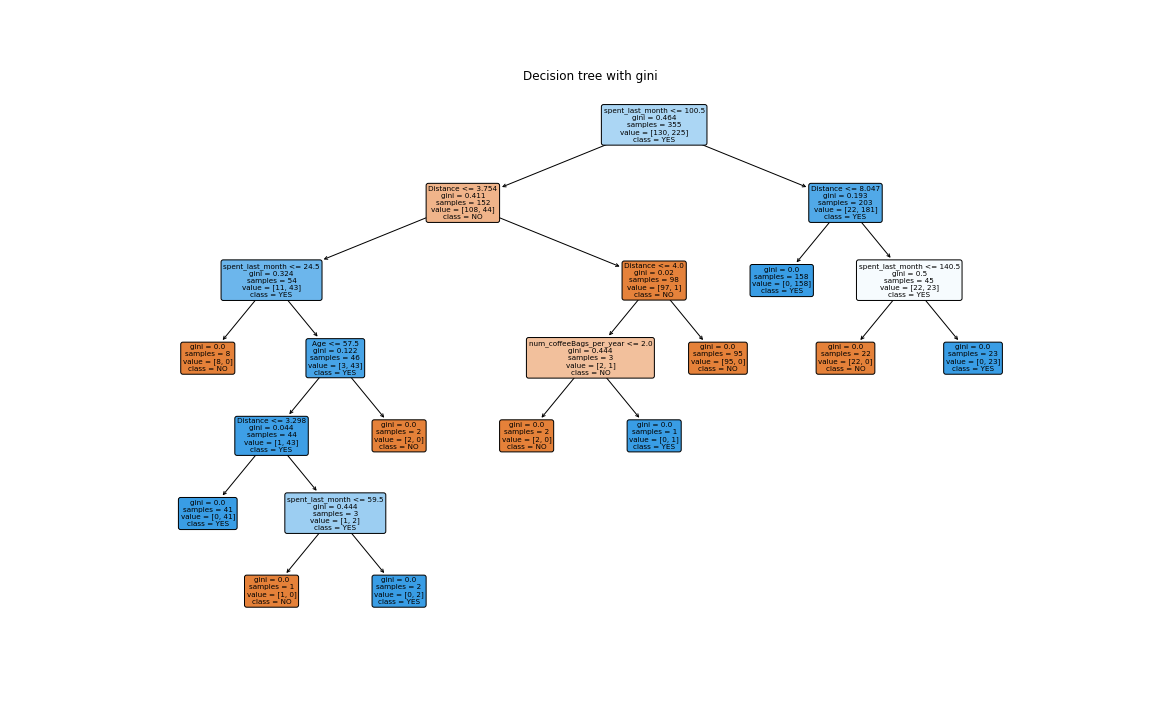 Decision tree with gini
spent_last_month <= 100.5
gini = 0.464
samples = 355
value = [130, 225]
class = YES
Distance <= 3.754
gini = 0.411
samples = 152
value = [108, 44]
class = NO
Distance <= 8.047
gini = 0.193
samples = 203
value = [22, 181]
class = YES
spent_last_month <= 24.5
gini = 0.324
samples = 54
value = [11, 43]
class = YES
Distance <= 4.0
gini = 0.02
samples = 98
value = [97, 1]
class = NO
gini = 0.0
samples = 158
value = [0, 158]
class = YES
spent_last_month <= 140.5
gini = 0.5
samples = 45
value = [22, 23]
class = YES
gini = 0.0
samples = 8
value = [8, 0]
class = NO
Age <= 57.5
gini = 0.122
samples = 46
value = [3, 43]
class = YES
num_coffeeBags_per_year <= 2.0
gini = 0.444
samples = 3
value = [2, 1]
class = NO
gini = 0.0
samples = 95
value = [95, 0]
class = NO
gini = 0.0
samples = 22
value = [22, 0]
class = NO
gini = 0.0
samples = 23
value = [0, 23]
class = YES
Distance <= 3.298
gini = 0.044
samples = 44
value = [1, 43]
class = YES
gini = 0.0
samples = 2
value = [2, 0]
class = NO
gini = 0.0
samples = 2
value = [2, 0]
class = NO
gini = 0.0
samples = 1
value = [0, 1]
class = YES
gini = 0.0
samples = 41
value = [0, 41]
class = YES
spent_last_month <= 59.5
gini = 0.444
samples = 3
value = [1, 2]
class = YES
gini = 0.0
samples = 1
value = [1, 0]
class = NO
gini = 0.0
samples = 2
value = [0, 2]
class = YES